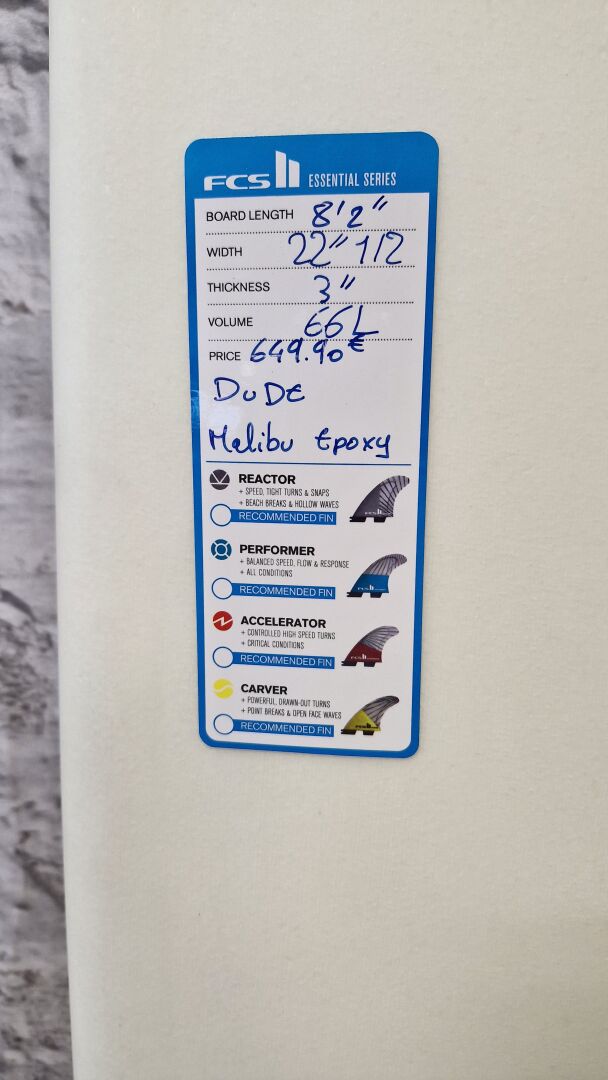 FCS II ESSENTIAL SERIES
BOARD LENGTH 8'2"
WIDTH 22" 1/2
THICKNESS 3"
VOLUME 66L
PRICE 649.90€
DUDE
Malibu Epoxy
REACTOR
+ SPEED, TIGHT TURNS & SNAPS
+ BEACH BREAKS & HOLLOW WAVES
RECOMMENDED FIN
PERFORMER
+ BALANCED SPEED, FLOW & RESPONSE
+ ALL CONDITIONS
RECOMMENDED FIN
ACCELERATOR
+ CONTROLLED HIGH SPEED TURNS
+ CRITICAL CONDITIONS
RECOMMENDED FIN
CARVER
+ POWERFUL, DRAWN-OUT TURNS
+ POINT BREAKS & OPEN FACE WAVES
RECOMMENDED FIN